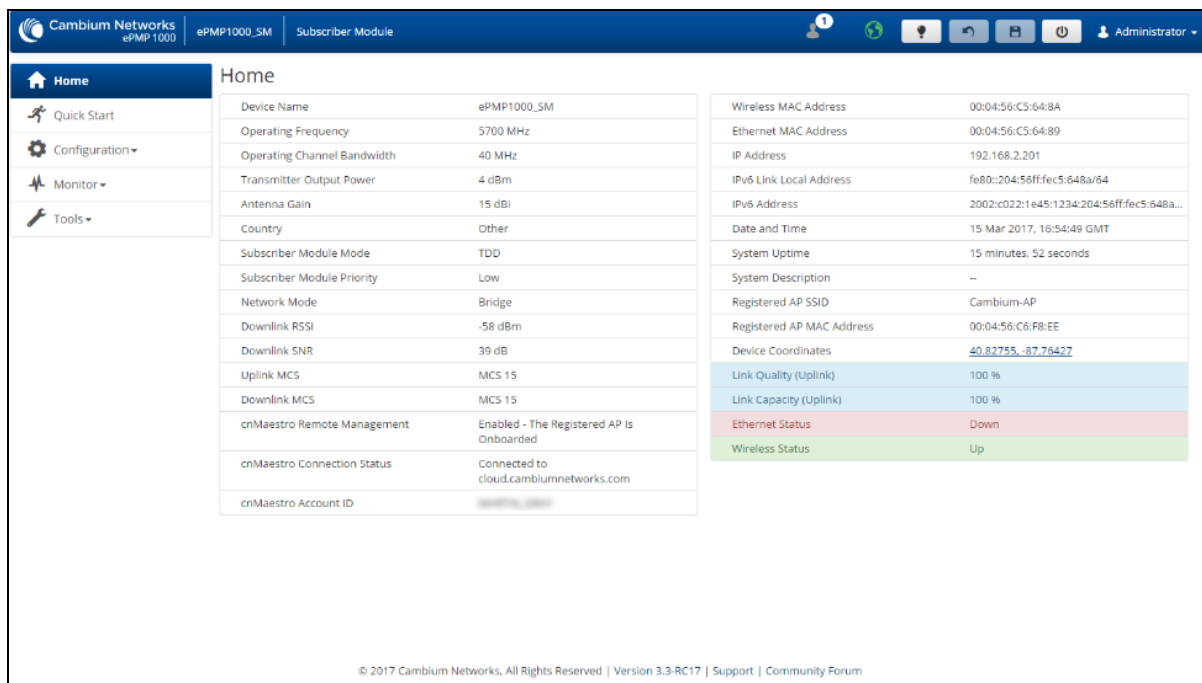 Cambium Networks
ePMP 1000
ePMP1000_SM
Subscriber Module
1
Administrator
Home
Quick Start
Configuration
Monitor
Tools
Home
Device Name ePMP1000_SM
Operating Frequency 5700 MHz
Operating Channel Bandwidth 40 MHz
Transmitter Output Power 4 dBm
Antenna Gain 15 dBi
Country Other
Subscriber Module Mode TDD
Subscriber Module Priority Low
Network Mode Bridge
Downlink RSSI -58 dBm
Downlink SNR 39 dB
Uplink MCS MCS 15
Downlink MCS MCS 15
cnMaestro Remote Management Enabled - The Registered AP Is
Onboarded
cnMaestro Connection Status Connected to
cloud.cambiumnetworks.com
cnMaestro Account ID
Wireless MAC Address 00:04:56:C5:64:8A
Ethernet MAC Address 00:04:56:C5:64:89
IP Address 192.168.2.201
IPv6 Link Local Address fe80::204:56ff:fec5:648a/64
IPv6 Address 2002:c022:1e45:1234:204:56ff:fec5:648a...
Date and Time 15 Mar 2017, 16:54:49 GMT
System Uptime 15 minutes, 52 seconds
System Description --
Registered AP SSID Cambium-AP
Registered AP MAC Address 00:04:56:C6:F8:EE
Device Coordinates 40.82755, -87.76427
Link Quality (Uplink) 100 %
Link Capacity (Uplink) 100 %
Ethernet Status Down
Wireless Status Up
© 2017 Cambium Networks, All Rights Reserved | Version 3.3-RC17 | Support | Community Forum